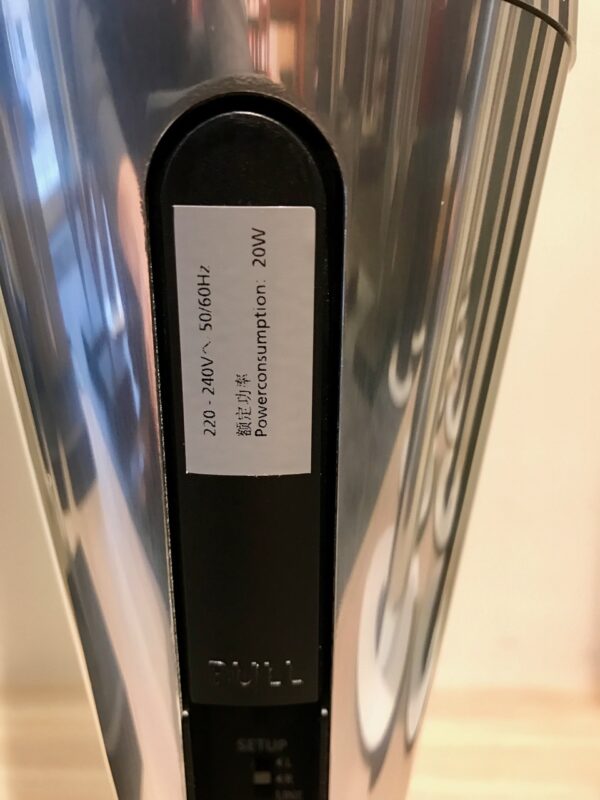 220 - 240V~ 50/60Hz
额定功率
Powerconsumption: 20W
PULL
SETUP